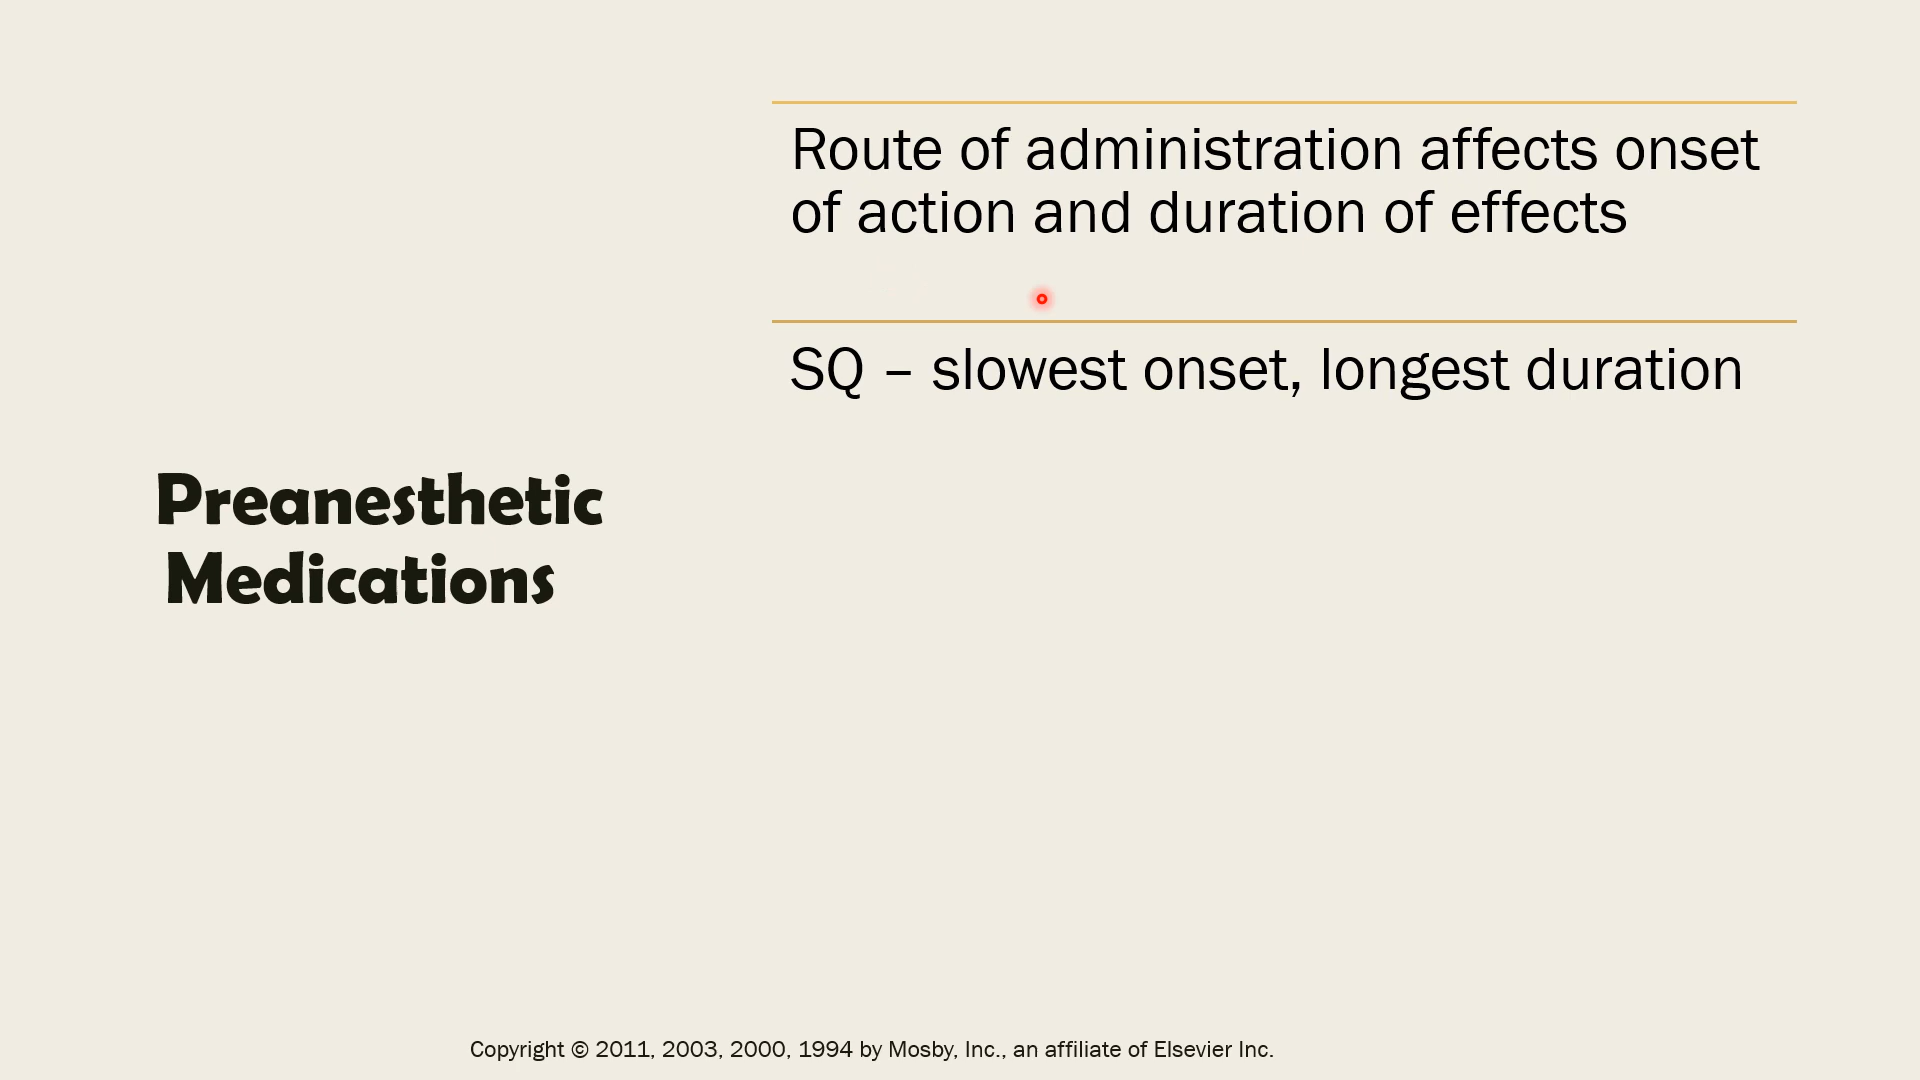 Preanesthetic
Medications
Route of administration affects onset
of action and duration of effects
SQ – slowest onset, longest duration
Copyright © 2011, 2003, 2000, 1994 by Mosby, Inc., an affiliate of Elsevier Inc.